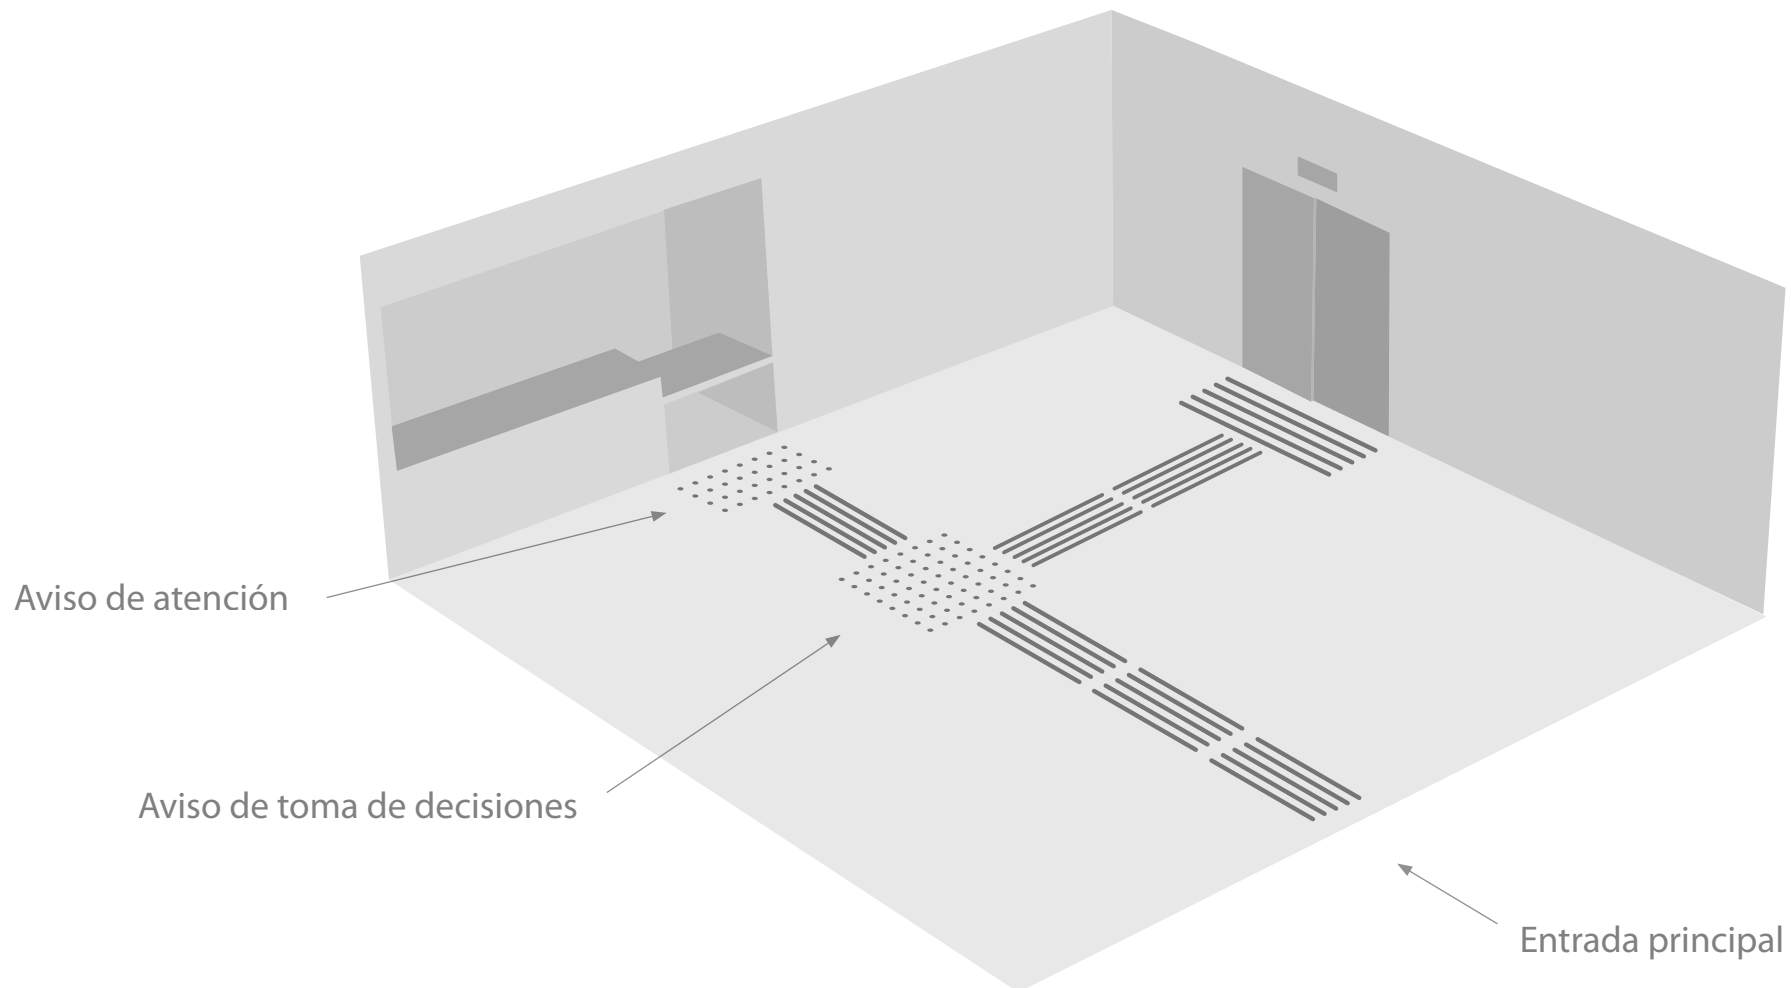 Aviso de atención
Aviso de toma de decisiones
Entrada principal